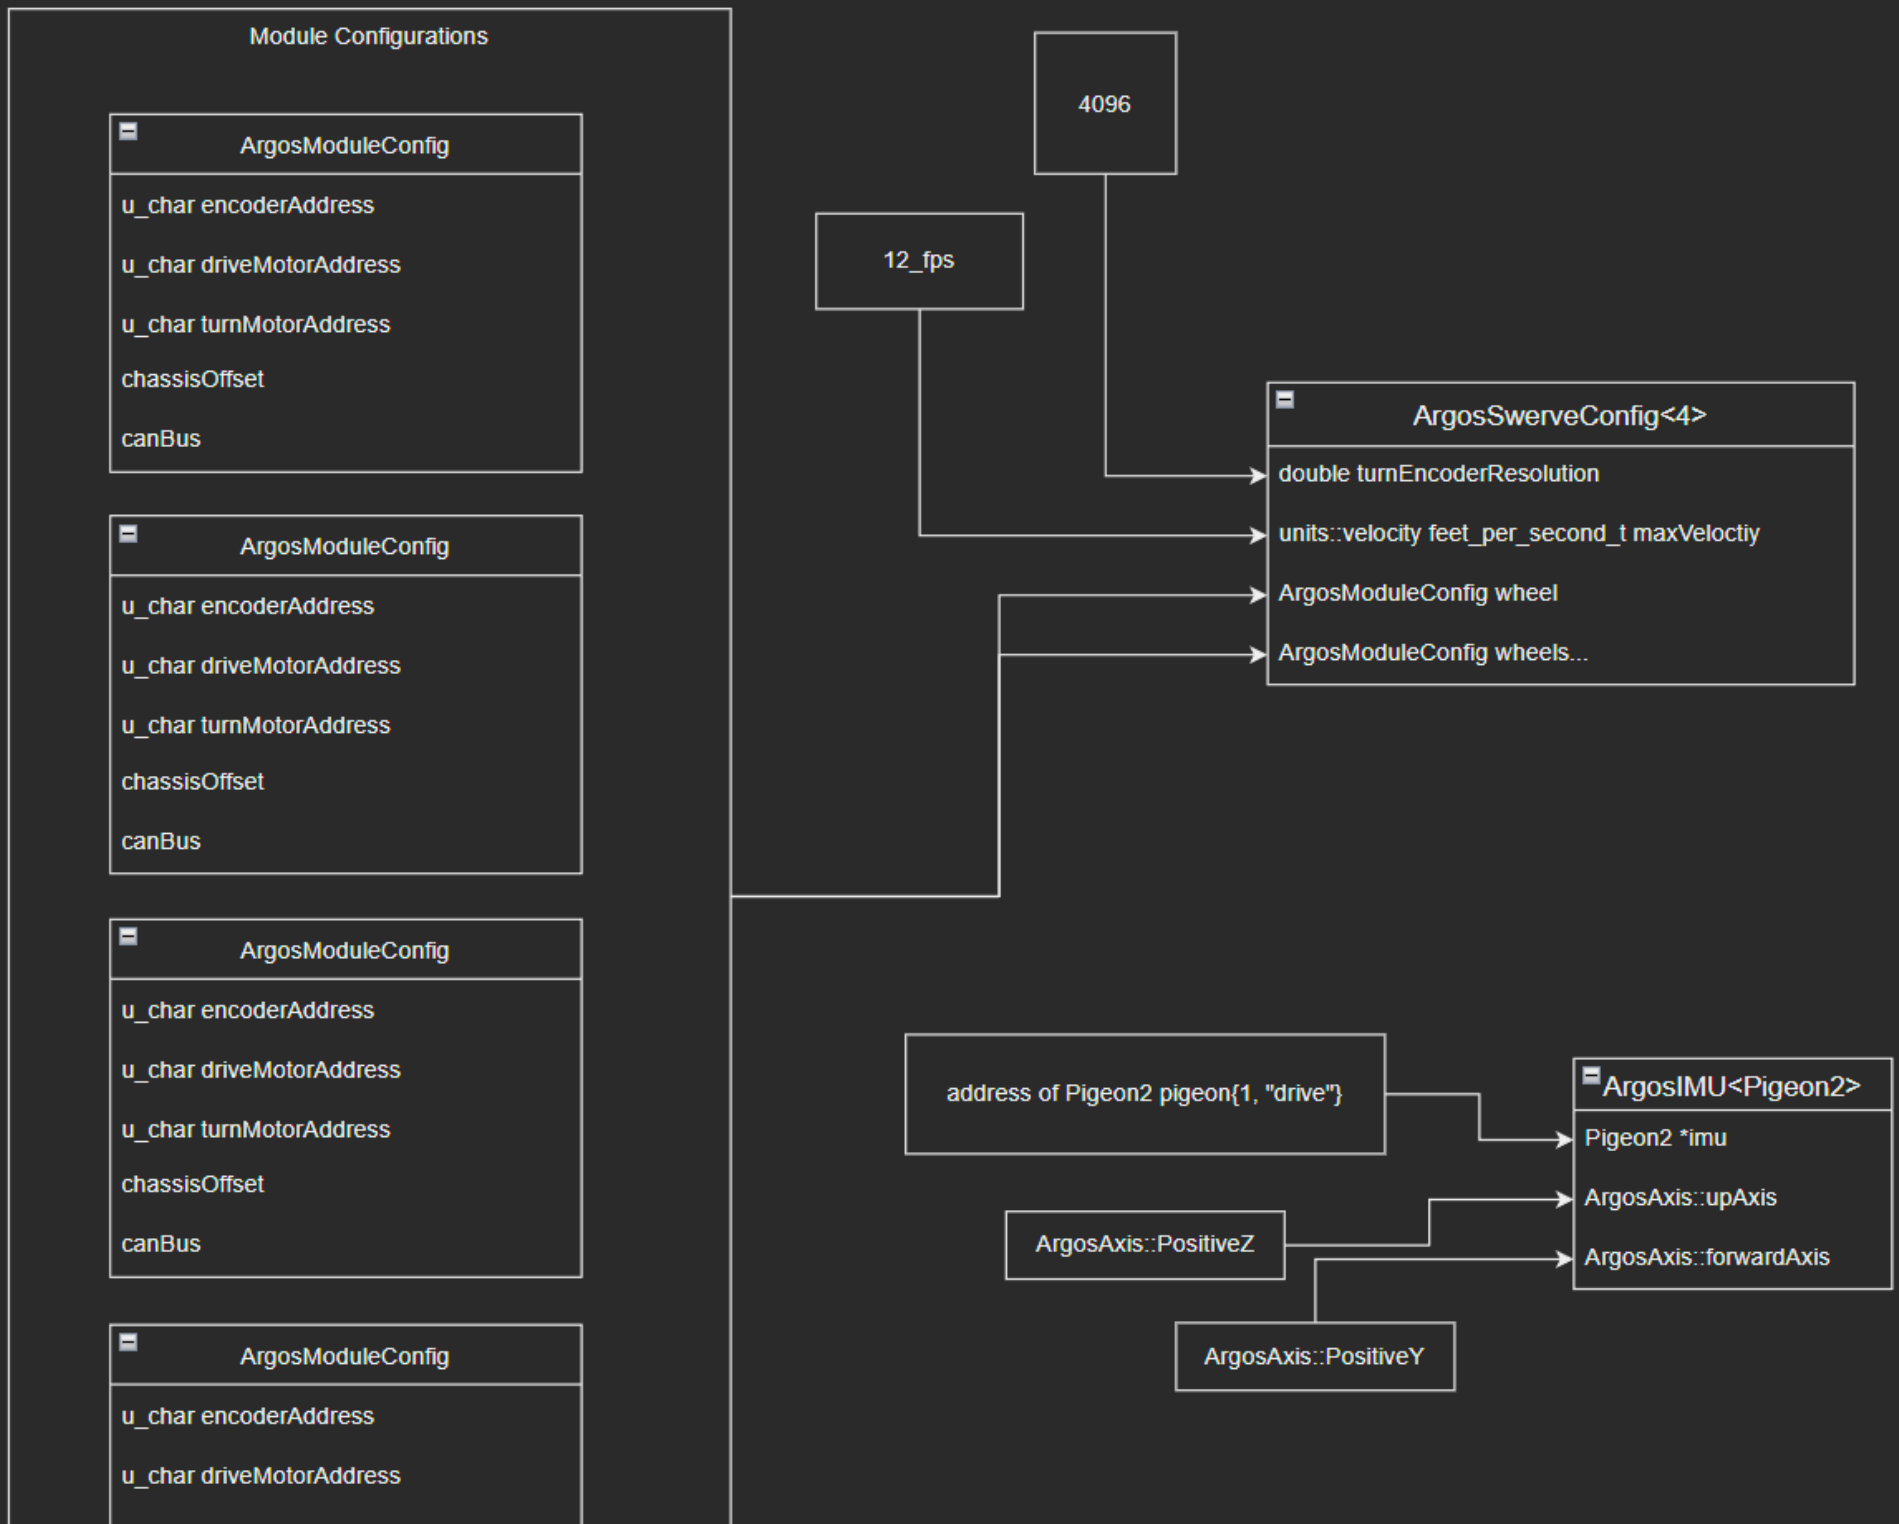 Module Configurations
ArgosModuleConfig
u_char encoderAddress
u_char driveMotorAddress
u_char turnMotorAddress
chassisOffset
canBus
ArgosModuleConfig
u_char encoderAddress
u_char driveMotorAddress
u_char turnMotorAddress
chassisOffset
canBus
ArgosModuleConfig
u_char encoderAddress
u_char driveMotorAddress
u_char turnMotorAddress
chassisOffset
canBus
ArgosModuleConfig
u_char encoderAddress
u_char driveMotorAddress
4096
12_fps
ArgosSwerveConfig<4>
double turnEncoderResolution
units::velocity feet_per_second_t maxVeloctiy
ArgosModuleConfig wheel
ArgosModuleConfig wheels...
address of Pigeon2 pigeon{1, "drive"}
ArgosAxis::PositiveZ
ArgosAxis::PositiveY
ArgosIMU<Pigeon2>
Pigeon2 *imu
ArgosAxis::upAxis
ArgosAxis::forwardAxis